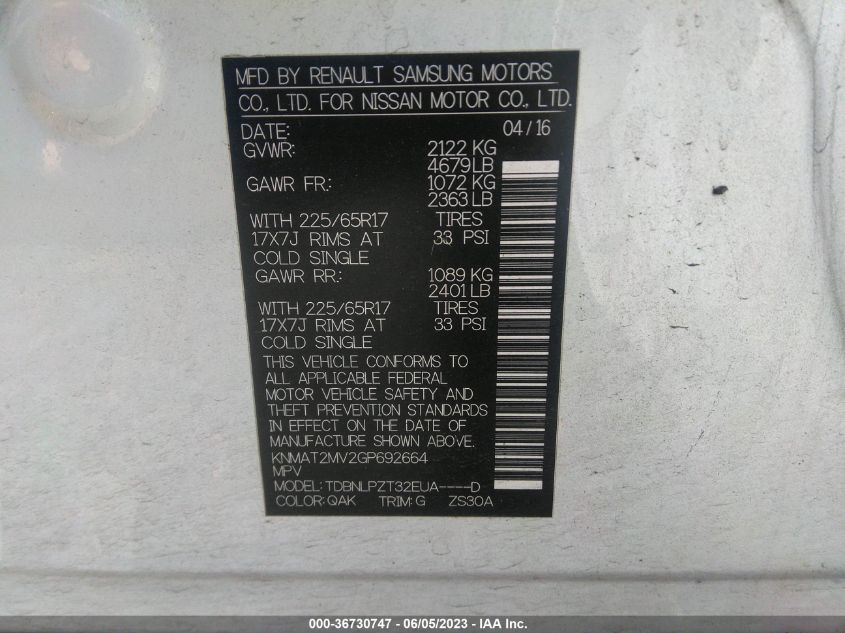 MFD BY RENAULT SAMSUNG MOTORS
CO., LTD. FOR NISSAN MOTOR CO., LTD.
DATE: 04/16
GVWR: 2122 KG
4679 LB
GAWR FR: 1072 KG
2363 LB
WITH 225/65R17 TIRES
17X7J RIMS AT 33 PSI
COLD SINGLE
GAWR RR: 1089 KG
2401 LB
WITH 225/65R17 TIRES
17X7J RIMS AT 33 PSI
COLD SINGLE
THIS VEHICLE CONFORMS TO
ALL APPLICABLE FEDERAL
MOTOR VEHICLE SAFETY AND
THEFT PREVENTION STANDARDS
IN EFFECT ON THE DATE OF
MANUFACTURE SHOWN ABOVE.
KNMAT2MV2GP692664
MPV
MODEL: TDBNLPZT32EUA----D
COLOR: QAK TRIM: G ZS30A
000-36730747 - 06/05/2023 - IAA Inc.